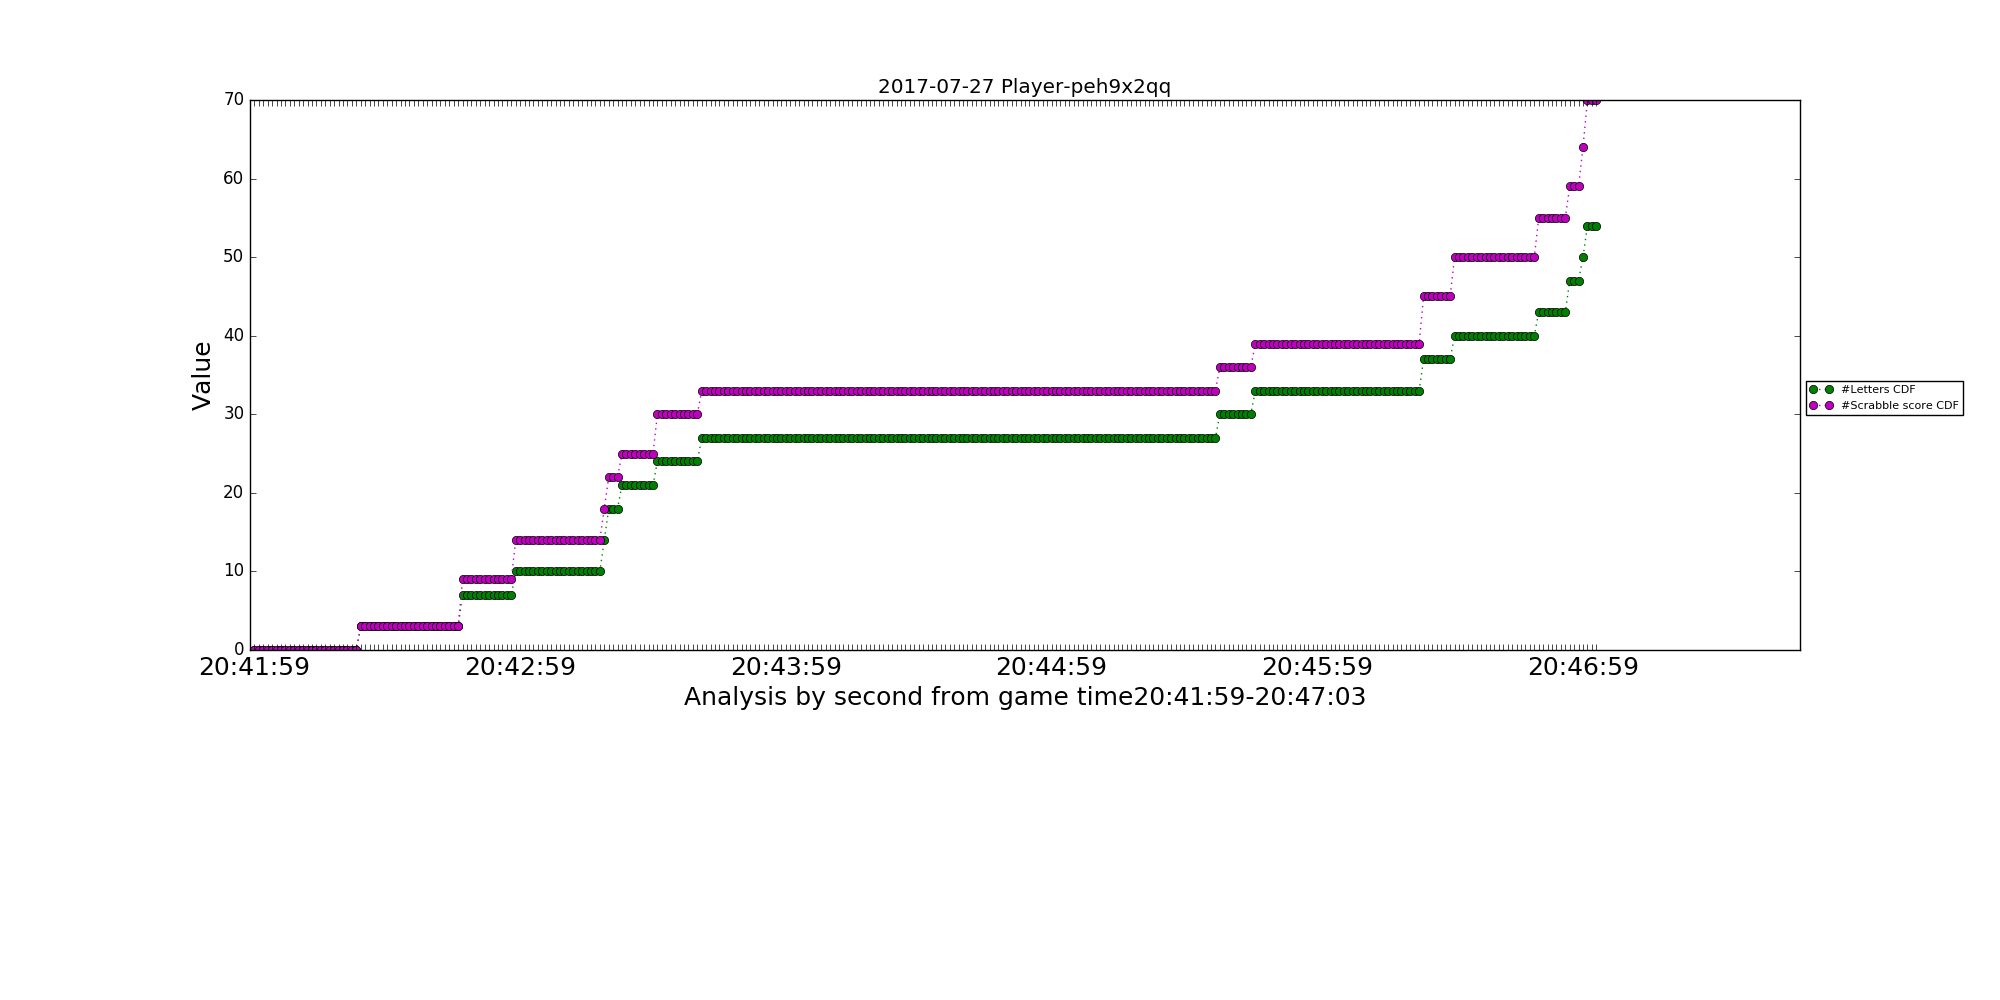 2017-07-27 Player-peh9x2qq
70
60
50
40
30
20
10
0
Value
20:41:59 20:42:59 20:43:59 20:44:59 20:45:59 20:46:59
Analysis by second from game time20:41:59-20:47:03
#Letters CDF
#Scrabble score CDF